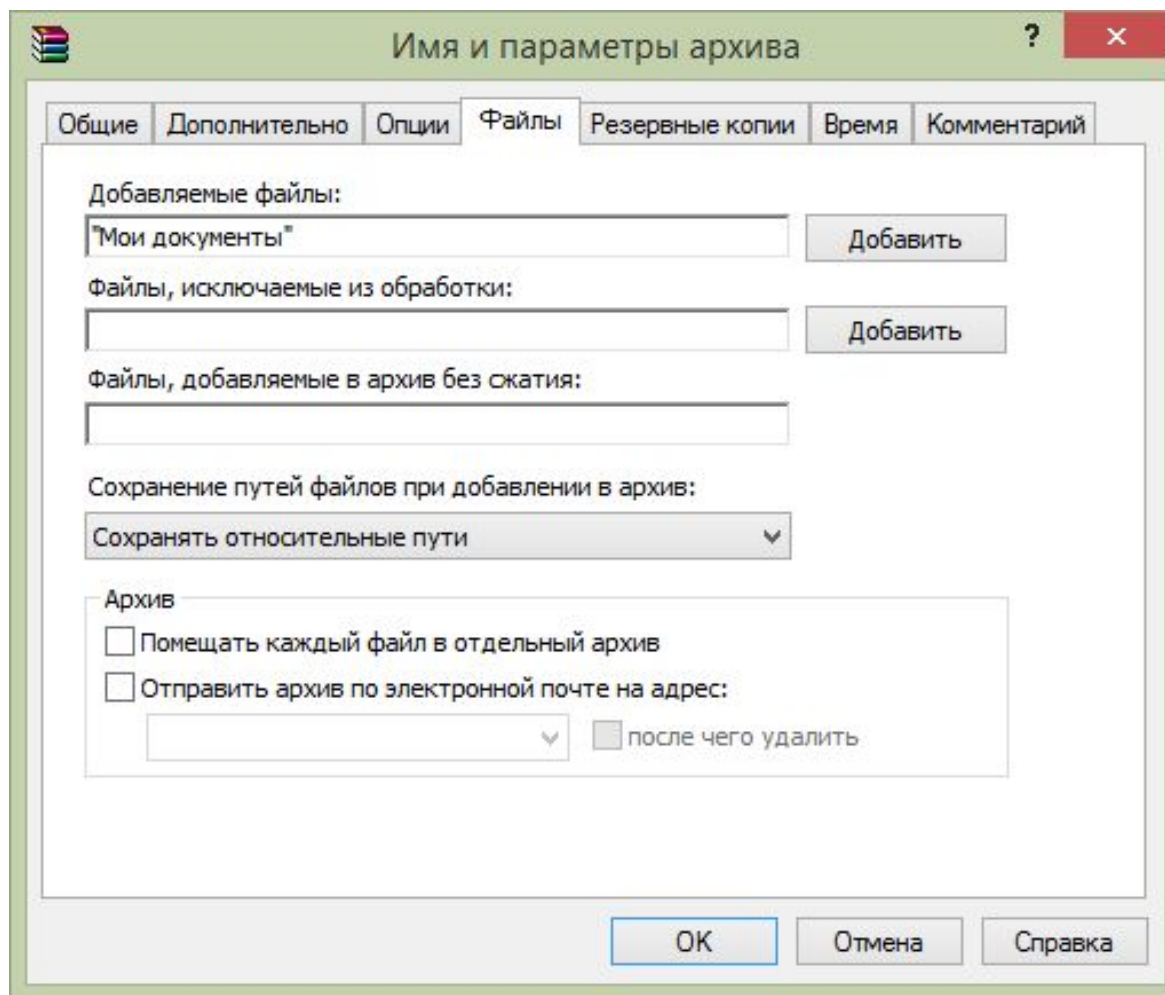 Имя и параметры архива ? ×
Общие Дополнительно Опции Файлы Резервные копии Время Комментарий
Добавляемые файлы:
"Мои документы" Добавить
Файлы, исключаемые из обработки:
Добавить
Файлы, добавляемые в архив без сжатия:
Сохранение путей файлов при добавлении в архив:
Сохранять относительные пути
Архив
Помещать каждый файл в отдельный архив
Отправить архив по электронной почте на адрес:
после чего удалить
OK Отмена Справка